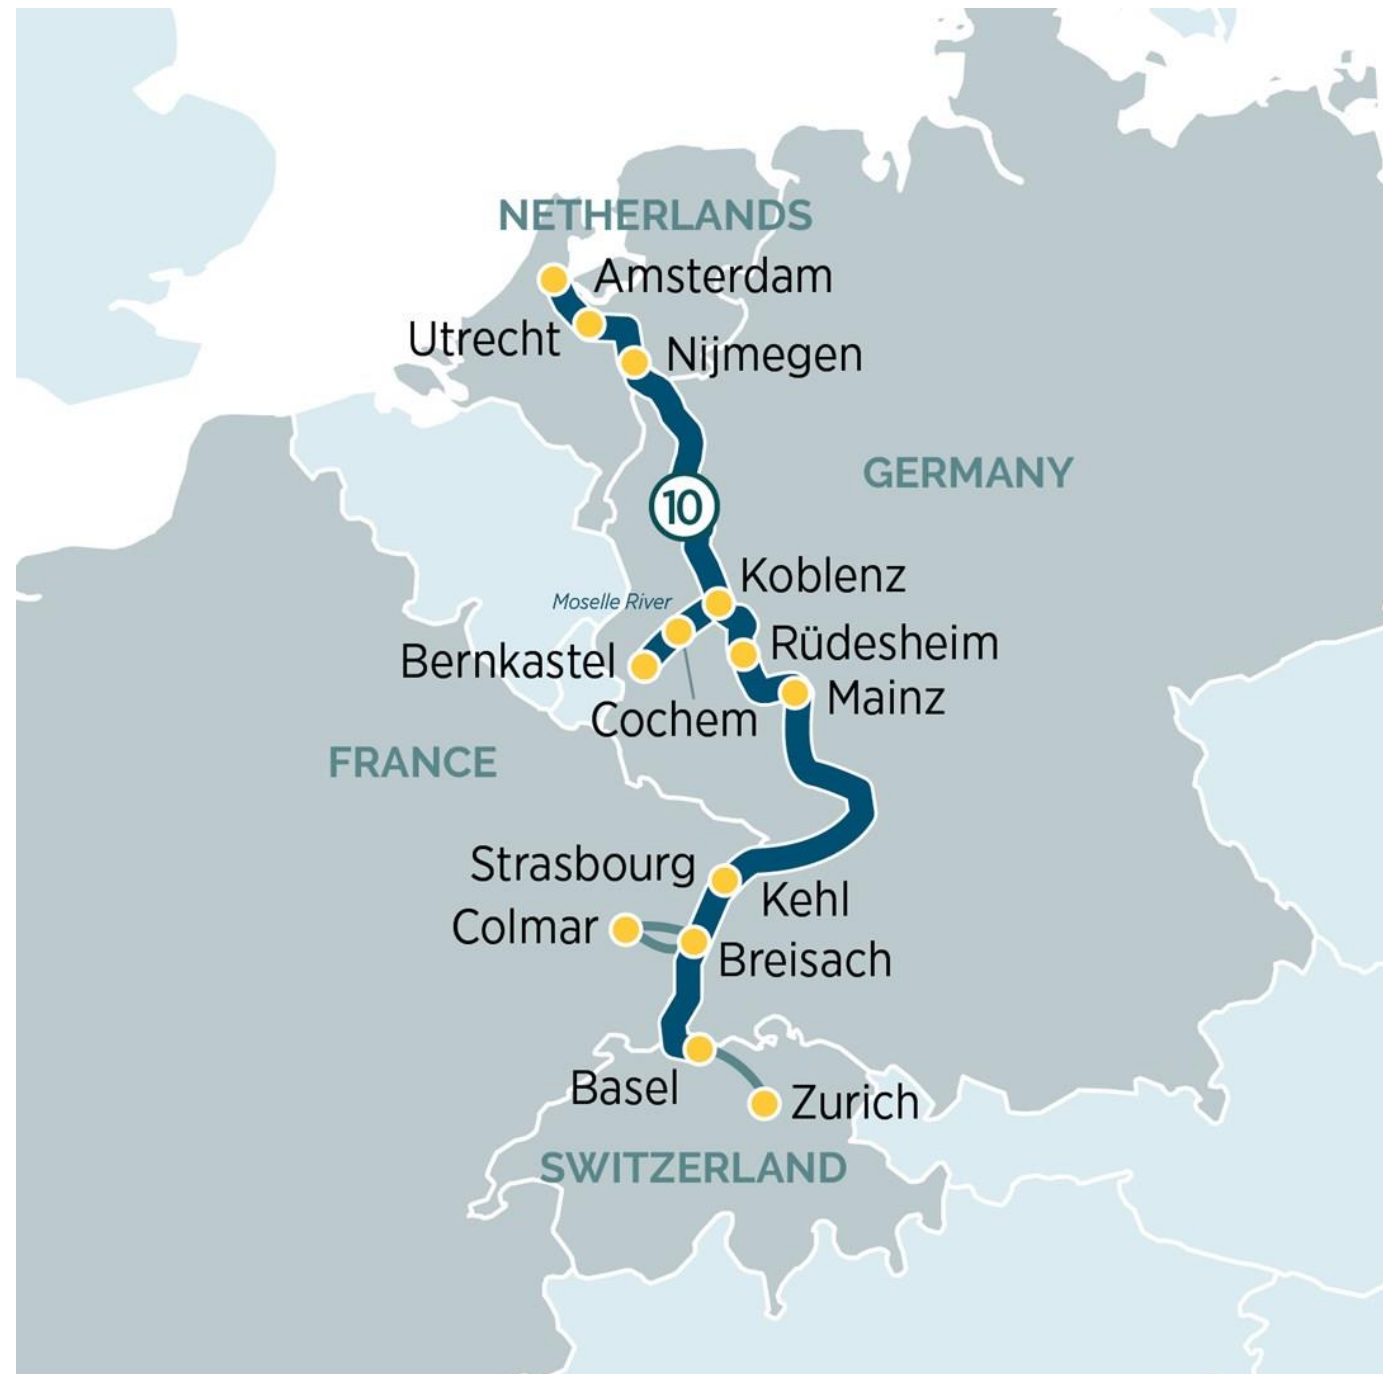 NETHERLANDS
Amsterdam
Utrecht
Nijmegen
GERMANY
10
Koblenz
Moselle River
Rüdesheim
Bernkastel
Mainz
Cochem
FRANCE
Strasbourg
Kehl
Colmar
Breisach
Basel
Zurich
SWITZERLAND